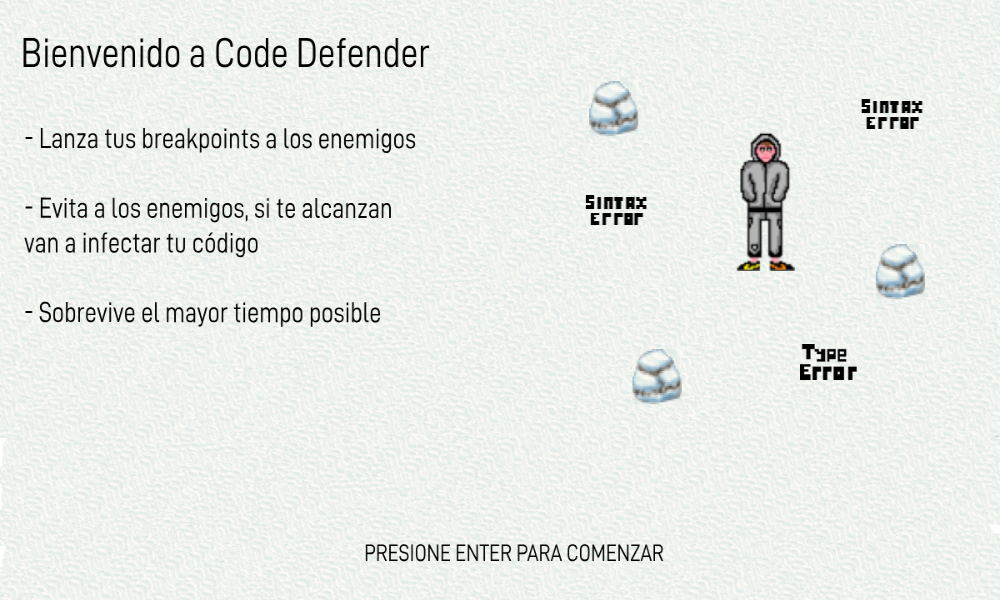 Bienvenido a Code Defender
- Lanza tus breakpoints a los enemigos
- Evita a los enemigos, si te alcanzan
van a infectar tu código
- Sobrevive el mayor tiempo posible
Sintax
Error
Sintax
Error
Type
Error
PRESIONE ENTER PARA COMENZAR